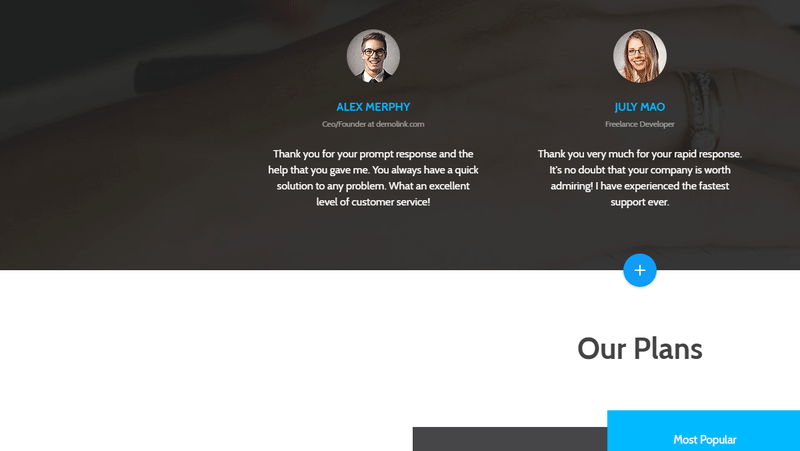 ALEX MERPHY
Ceo/Founder at demolink.com
Thank you for your prompt response and the
help that you gave me. You always have a quick
solution to any problem. What an excellent
level of customer service!
JULY MAO
Freelance Developer
Thank you very much for your rapid response.
It's no doubt that your company is worth
admiring! I have experienced the fastest
support ever.
+
Our Plans
Most Popular